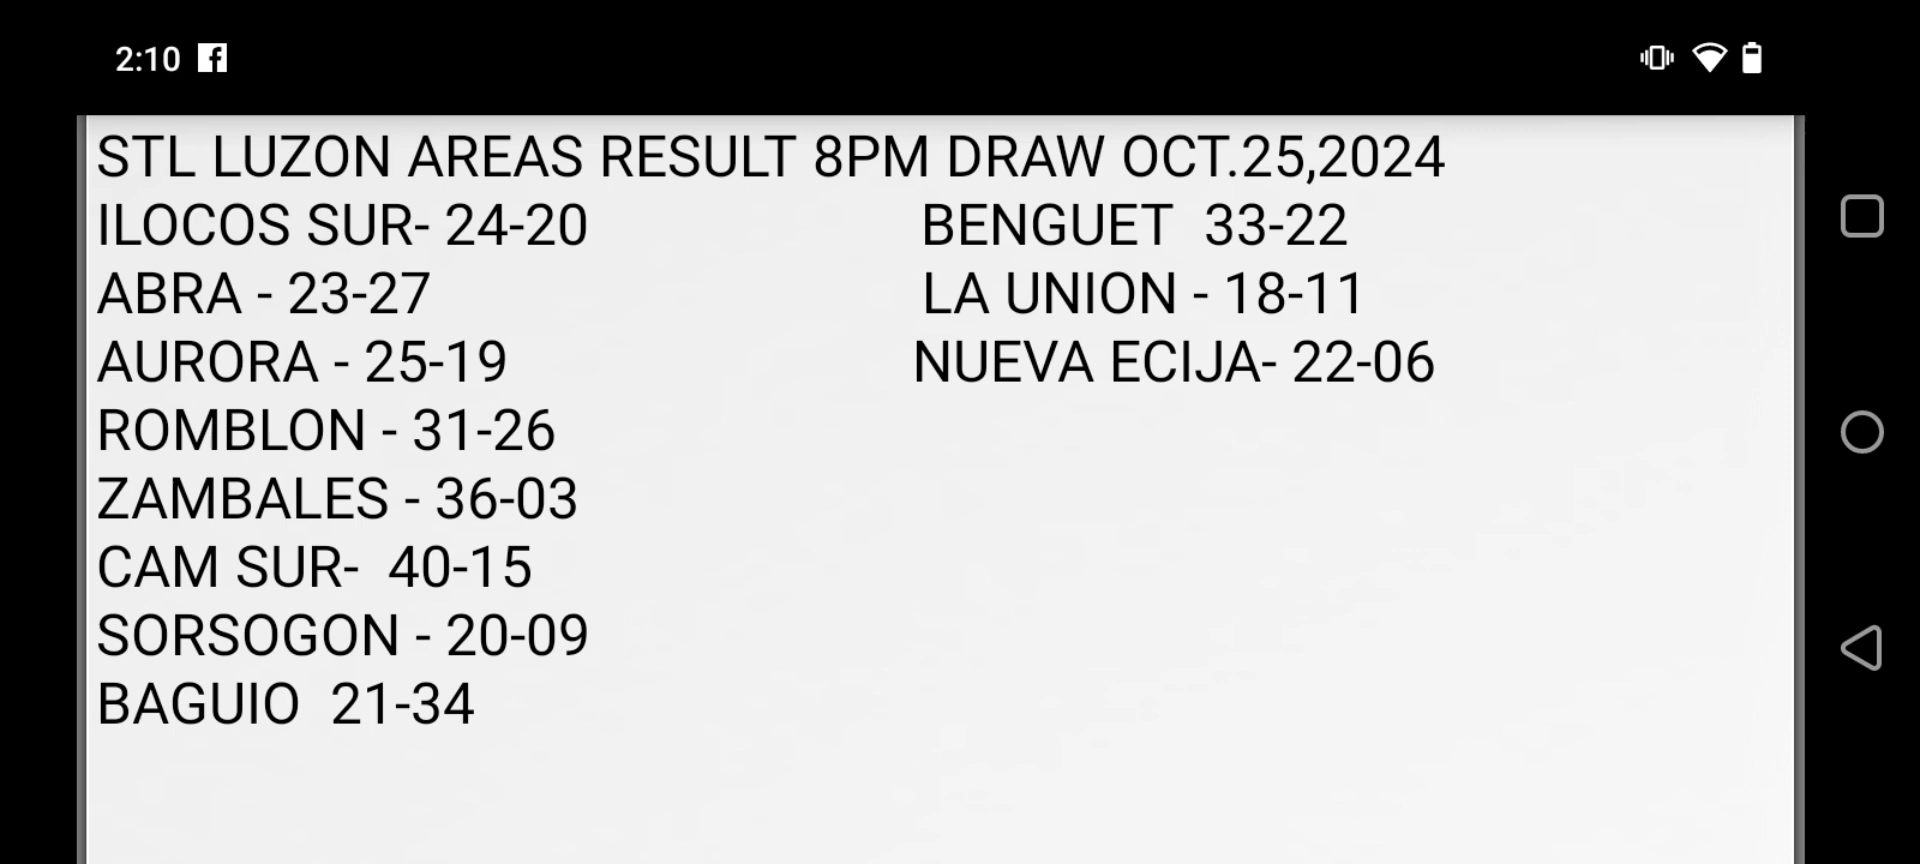 2:10
STL LUZON AREAS RESULT 8PM DRAW OCT.25,2024
ILOCOS SUR- 24-20 BENGUET 33-22
ABRA - 23-27 LA UNION - 18-11
AURORA - 25-19 NUEVA ECIJA- 22-06
ROMBLON - 31-26
ZAMBALES - 36-03
CAM SUR- 40-15
SORSOGON - 20-09
BAGUIO 21-34